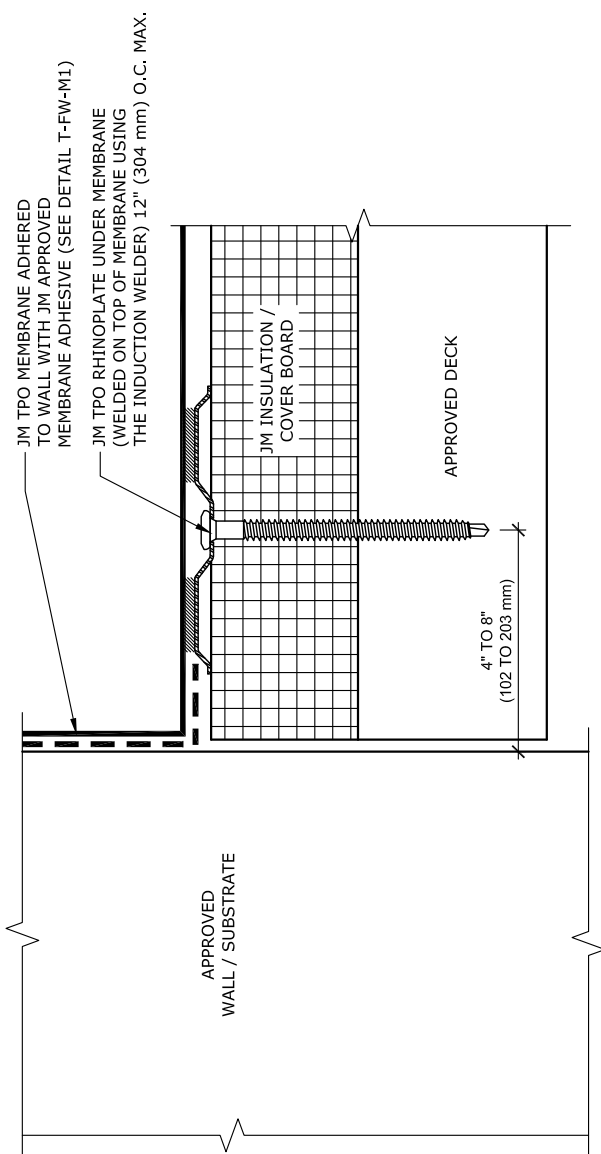 JM TPO MEMBRANE ADHERED
TO WALL WITH JM APPROVED
MEMBRANE ADHESIVE (SEE DETAIL T-FW-M1)
JM TPO RHINOPLATE UNDER MEMBRANE
(WELDED ON TOP OF MEMBRANE USING
THE INDUCTION WELDER) 12" (304 mm) O.C. MAX.
JM INSULATION /
COVER BOARD
APPROVED DECK
4" TO 8"
(102 TO 203 mm)
APPROVED
WALL / SUBSTRATE